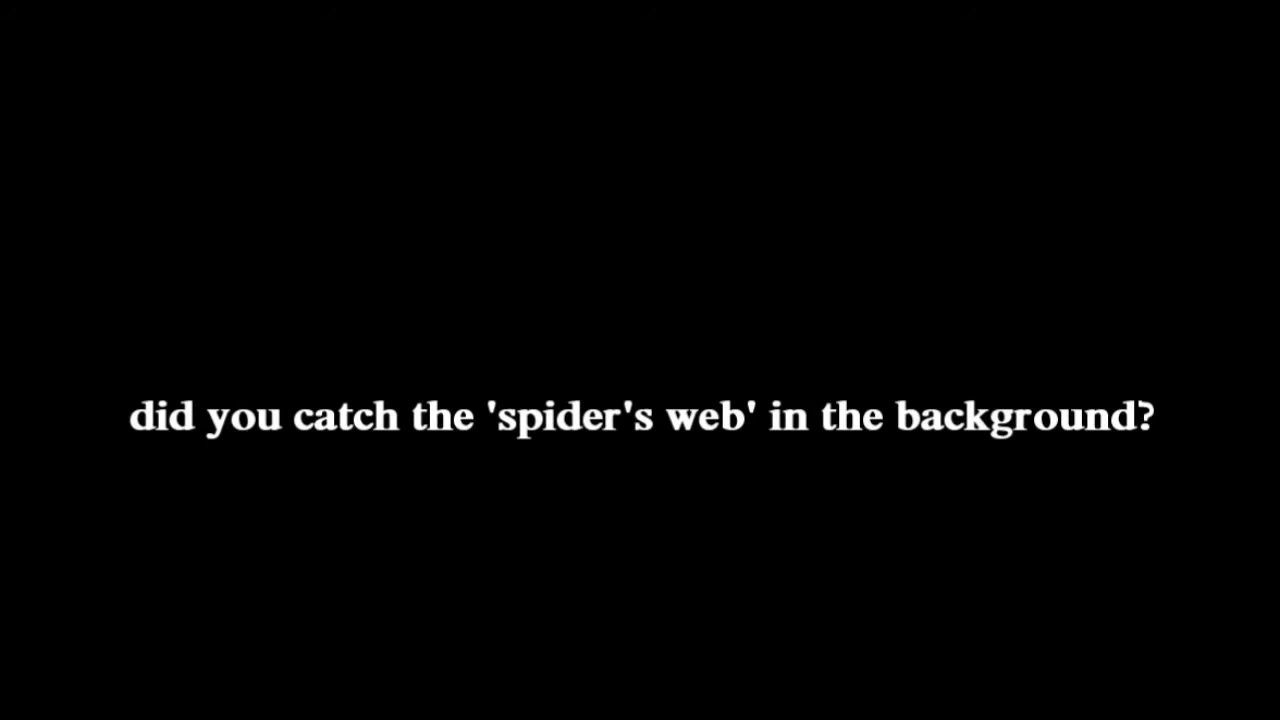 did you catch the 'spider's web' in the background?